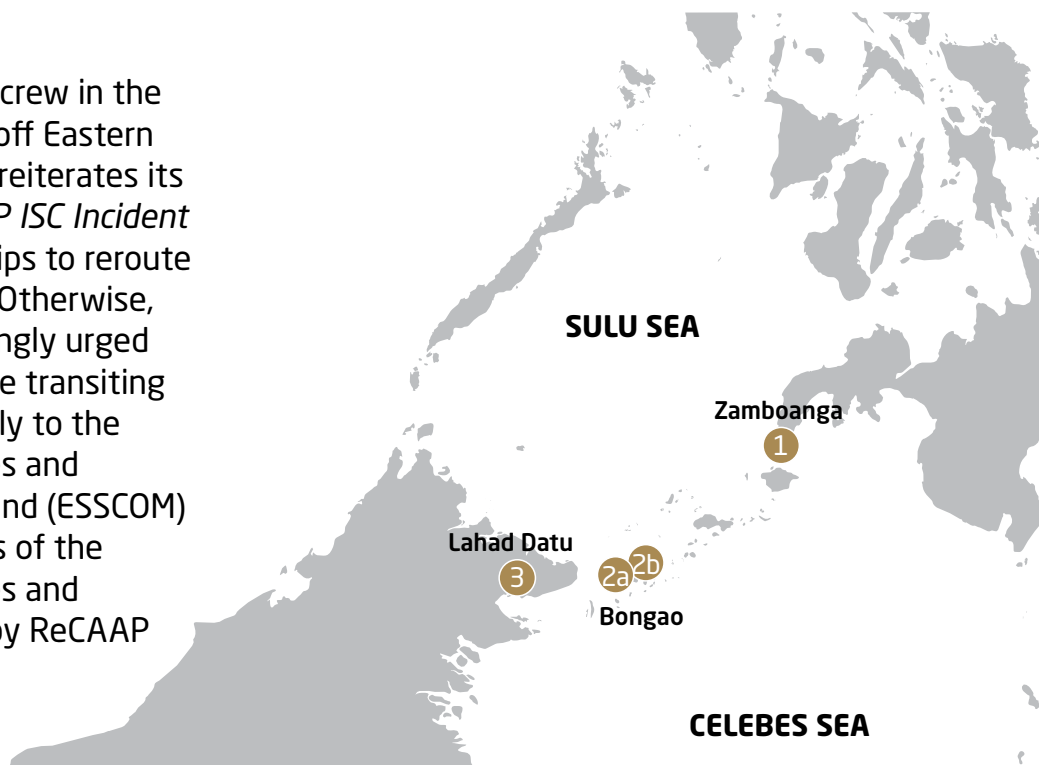 crew in the
off Eastern
reiterates its
P ISC Incident
ips to reroute
Otherwise,
ngly urged
e transiting
ly to the
s and
nd (ESSCOM)
s of the
s and
by ReCAAP
SULU SEA
Zamboanga
1
Lahad Datu
3
2a
2b
Bongao
CELEBES SEA